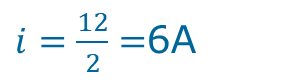 i = 12/2 =6A